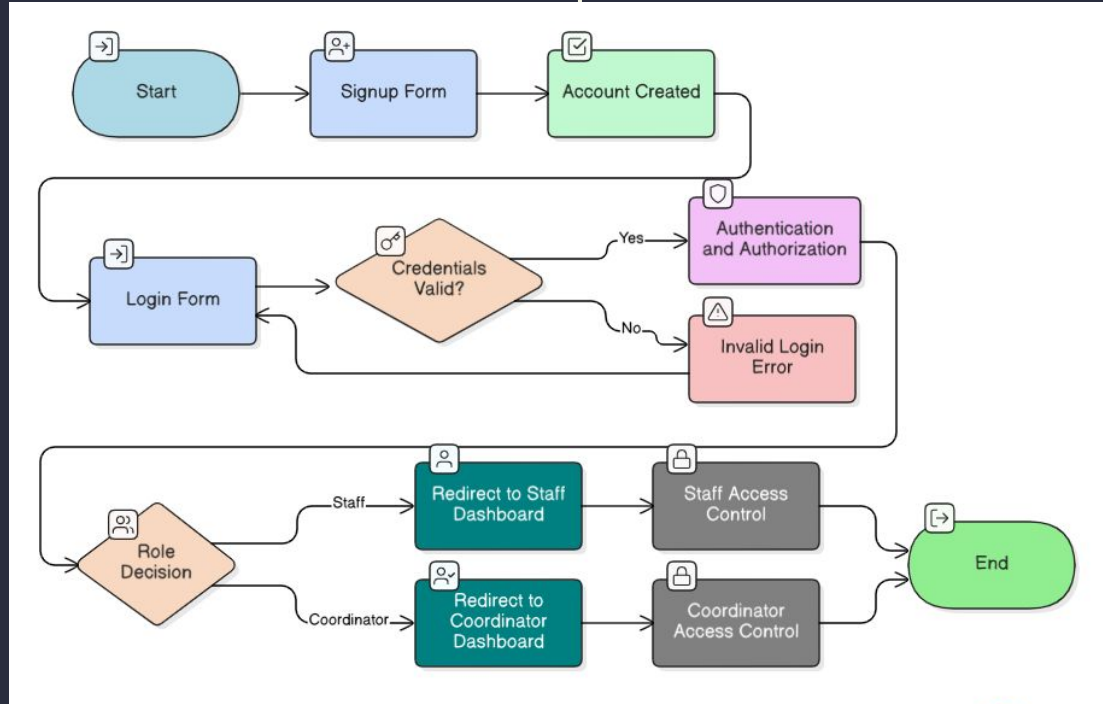 Start
Signup Form
Account Created
Login Form
Credentials
Valid?
Yes
Authentication
and Authorization
No
Invalid Login
Error
Role
Decision
Staff
Redirect to Staff
Dashboard
Staff Access
Control
Coordinator
Redirect to
Coordinator
Dashboard
Coordinator
Access Control
End